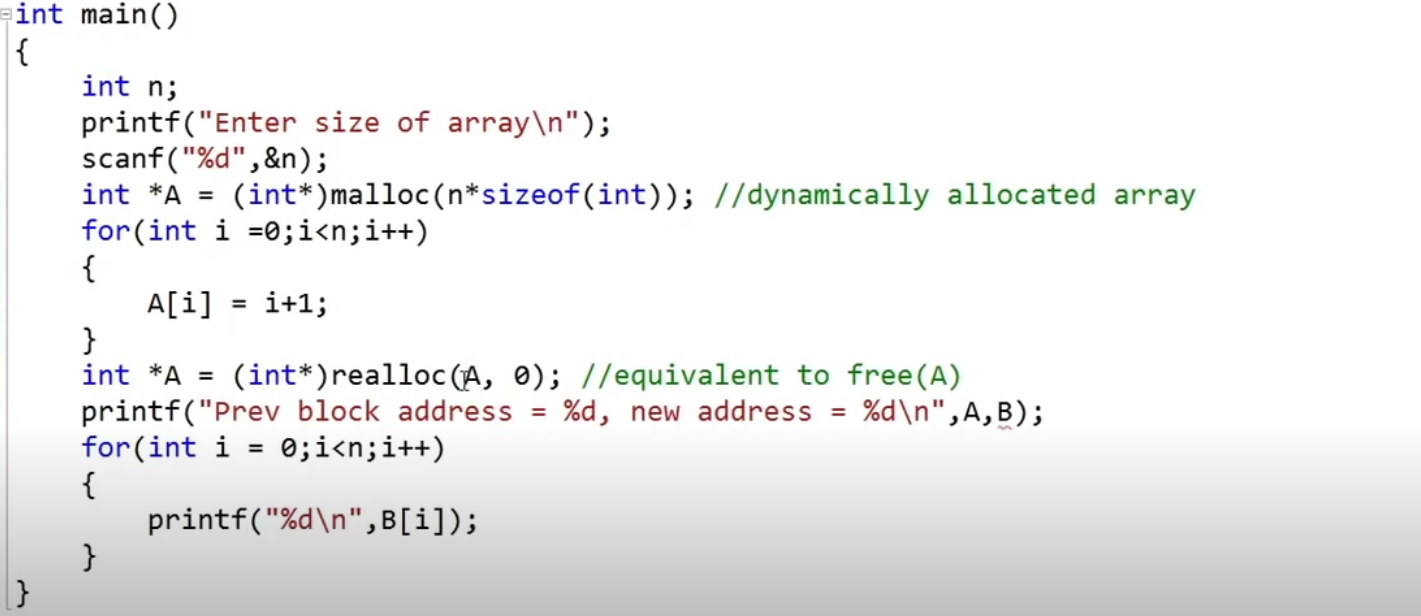 int main()
{
    int n;
    printf("Enter size of array\n");
    scanf("%d",&n);
    int *A = (int*)malloc(n*sizeof(int)); //dynamically allocated array
    for(int i =0;i<n;i++)
    {
        A[i] = i+1;
    }
    int *A = (int*)realloc(A, 0); //equivalent to free(A)
    printf("Prev block address = %d, new address = %d\n",A,B);
    for(int i = 0;i<n;i++)
    {
        printf("%d\n",B[i]);
    }
}